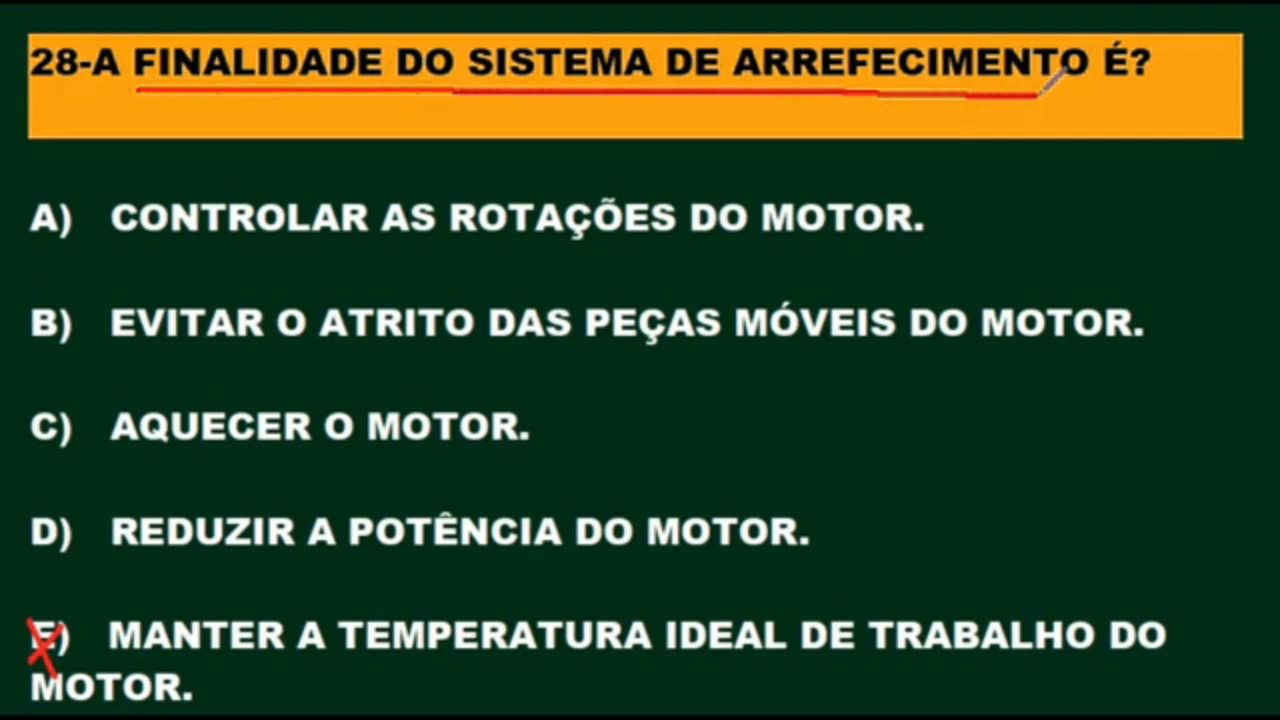 28-A FINALIDADE DO SISTEMA DE ARREFECIMENTO É?
A) CONTROLAR AS ROTAÇÕES DO MOTOR.
B) EVITAR O ATRITO DAS PEÇAS MÓVEIS DO MOTOR.
C) AQUECER O MOTOR.
D) REDUZIR A POTÊNCIA DO MOTOR.
E) MANTER A TEMPERATURA IDEAL DE TRABALHO DO
MOTOR.